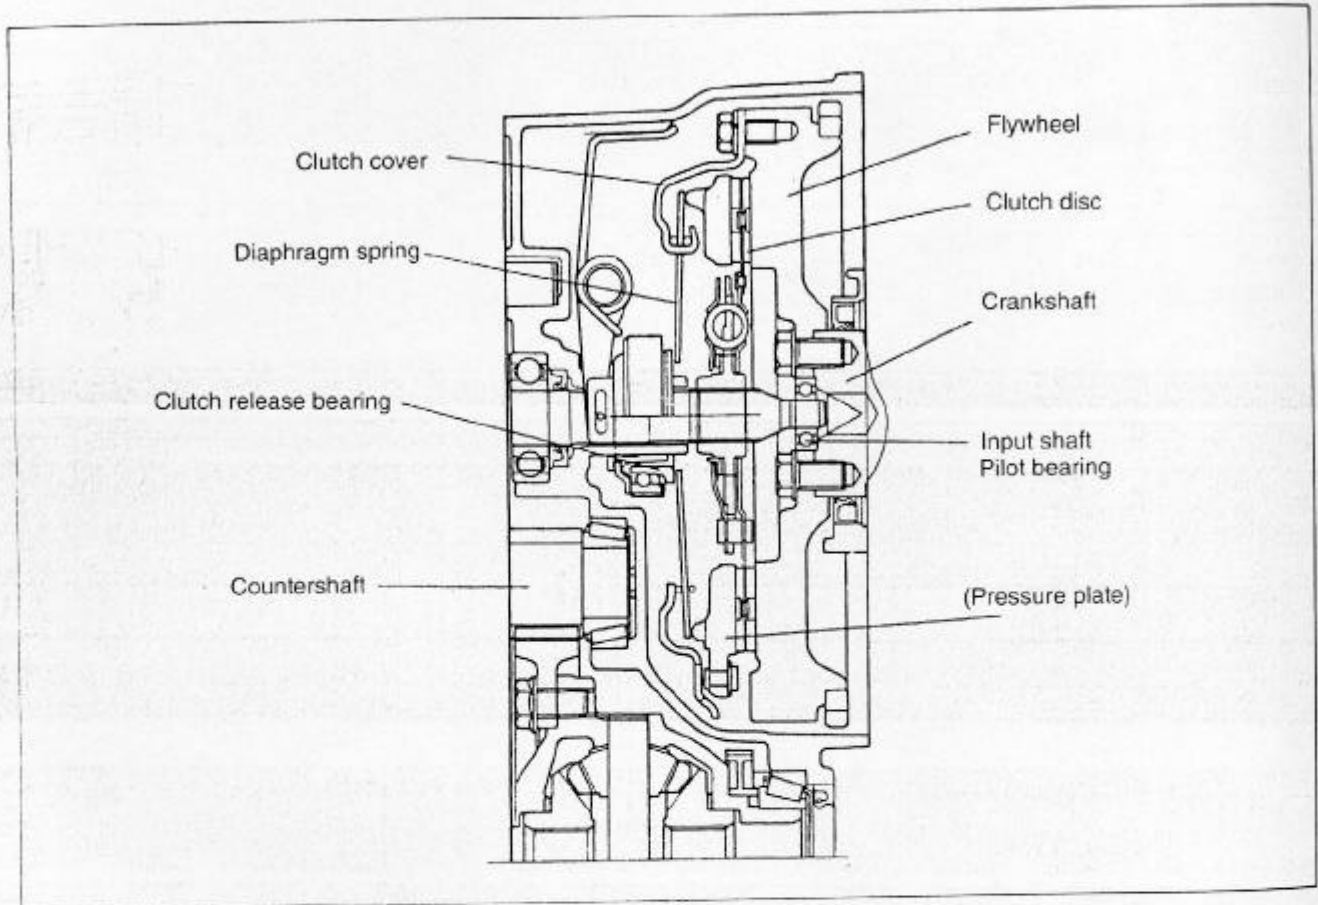 Clutch cover
Flywheel
Clutch disc
Diaphragm spring
Crankshaft
Clutch release bearing
Input shaft
Pilot bearing
Countershaft
(Pressure plate)